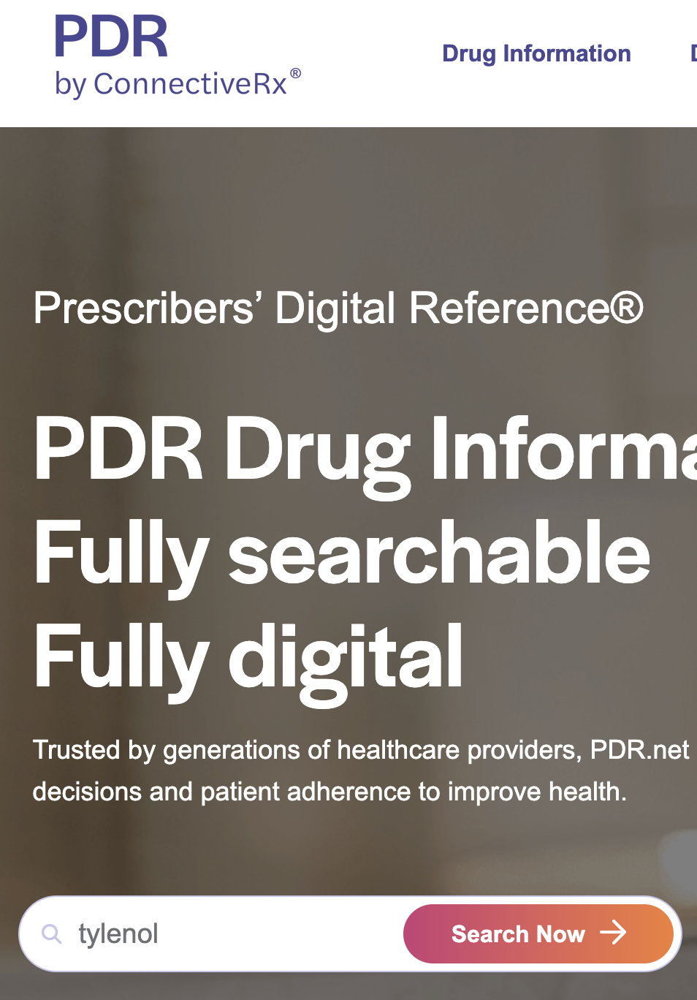 PDR
by ConnectiveRx®
Drug Information
Prescribers’ Digital Reference®
PDR Drug Informa
Fully searchable
Fully digital
Trusted by generations of healthcare providers, PDR.net
decisions and patient adherence to improve health.
tylenol
Search Now